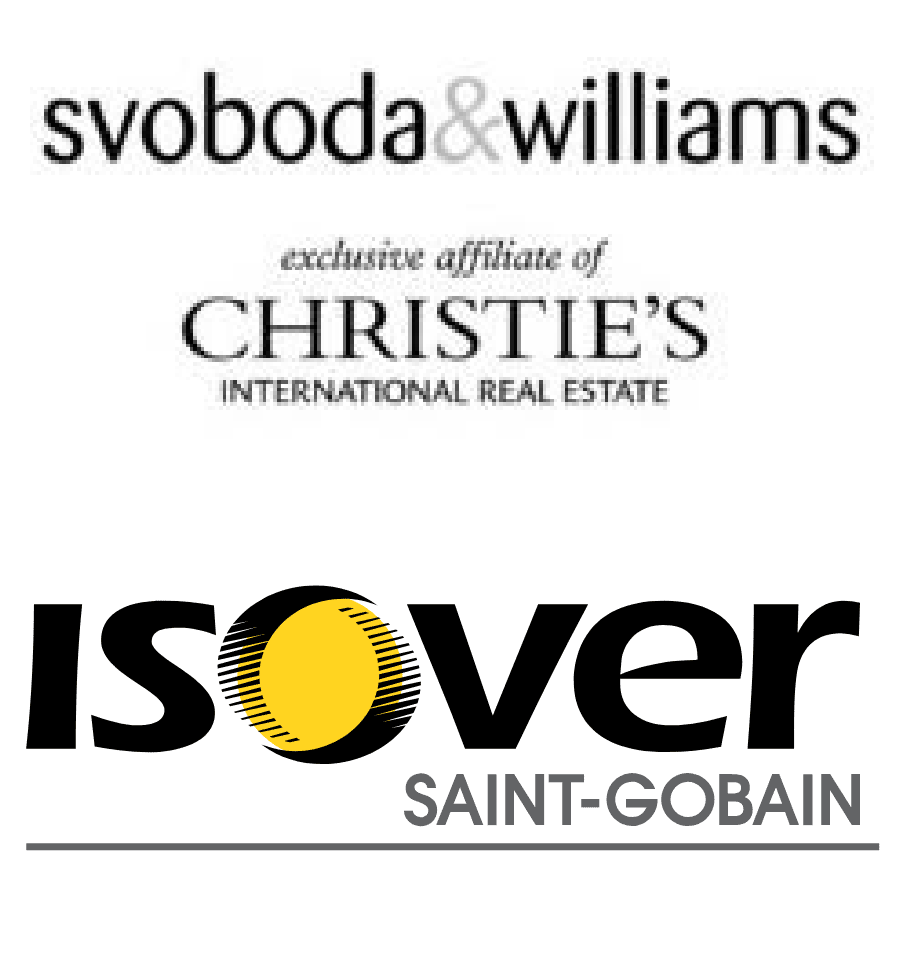 svoboda&williams
exclusive affiliate of
CHRISTIE'S
INTERNATIONAL REAL ESTATE
ISOver
SAINT-GOBAIN